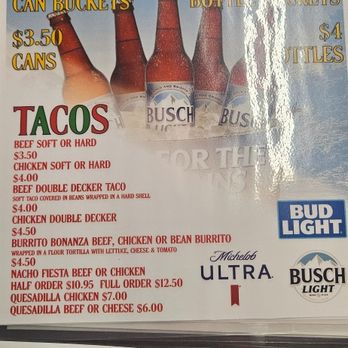 CAN BUCKETS
$3.50
CANS
$4
BUSCH
LIGHT
FOR THE
TACOS
BEEF SOFT OR HARD
$3.50
CHICKEN SOFT OR HARD
$4.00
BEEF DOUBLE DECKER TACO
SOFT TACO COVERED IN BEANS WRAPPED IN A HARD SHELL
$4.00
CHICKEN DOUBLE DECKER
$4.50
BURRITO BONANZA BEEF, CHICKEN OR BEAN BURRITO
WRAPPED IN A FLOUR TORTILLA WITH LETTUCE, CHEESE & TOMATO
$4.50
NACHO FIESTA BEEF OR CHICKEN
HALF ORDER $10.95 FULL ORDER $12.50
QUESADILLA CHICKEN $7.00
QUESADILLA BEEF OR CHEESE $6.00
BUD
LIGHT
Michelob
ULTRA
BUSCH
LIGHT